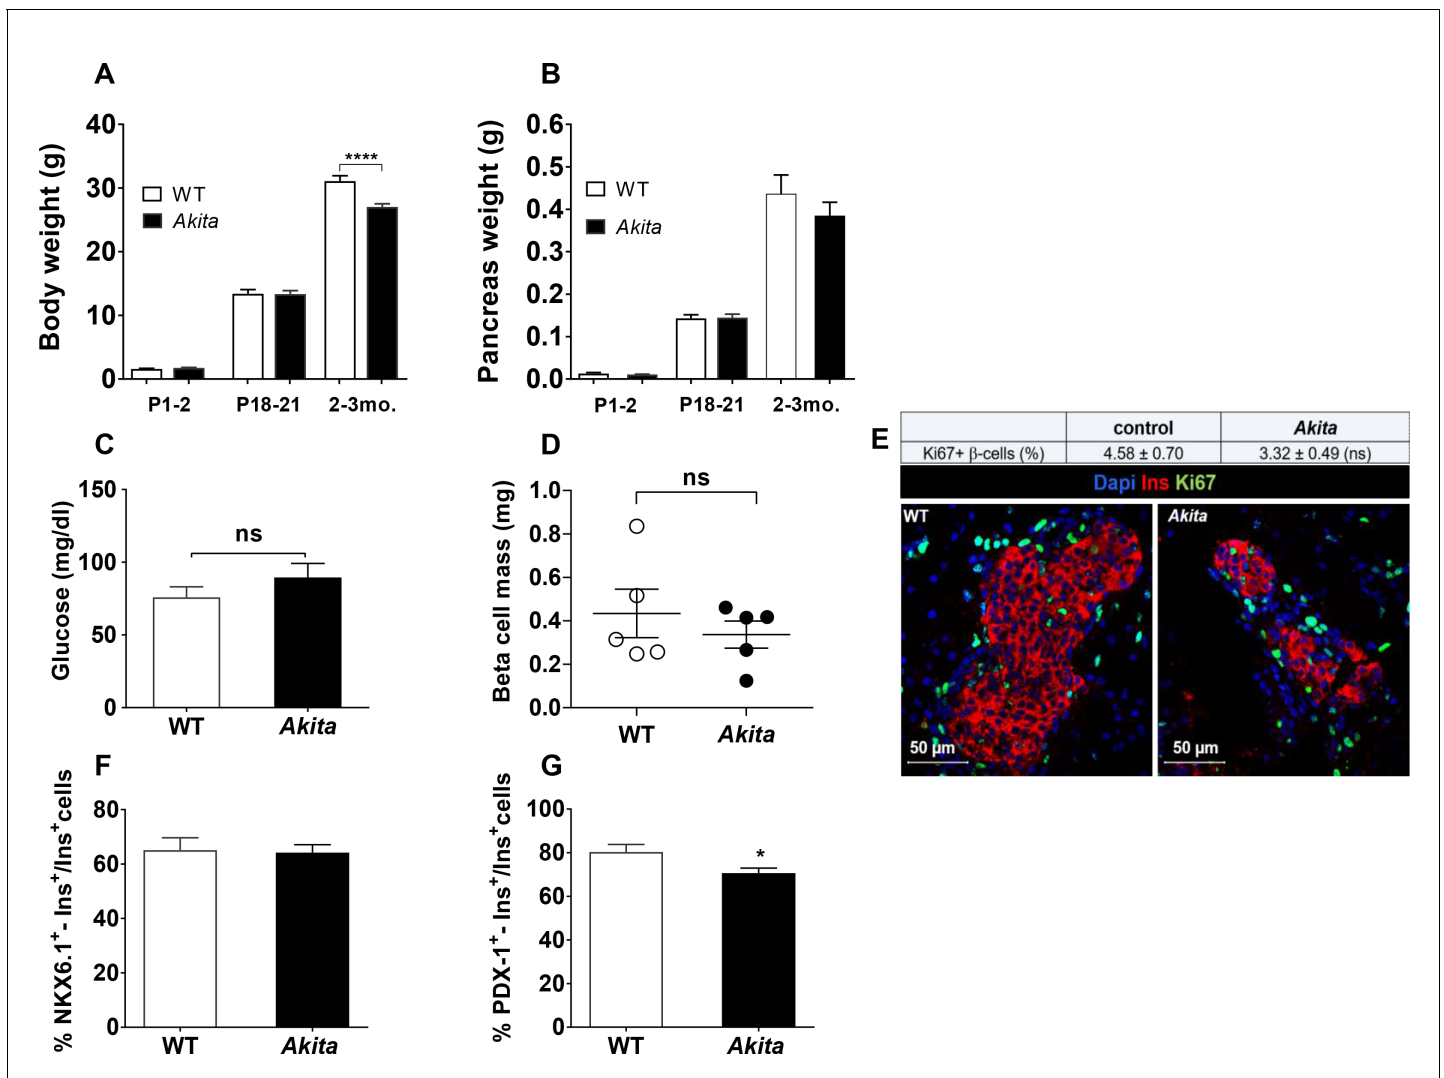 A
Body weight (g)
40
30
20
10
0
WT
Akita
****
P1-2
P18-21
2-3mo.
B
Pancreas weight (g)
0.6
0.5
0.4
0.3
0.2
0.1
0.0
WT
Akita
P1-2
P18-21
2-3mo.
C
Glucose (mg/dl)
150
100
50
0
ns
WT
Akita
D
Beta cell mass (mg)
1.0
0.8
0.6
0.4
0.2
0.0
ns
WT
Akita
E
control Akita
Ki67+ β-cells (%) 4.58 ± 0.70 3.32 ± 0.49 (ns)
Dapi Ins Ki67
WT
50 µm
Akita
50 µm
F
% NKX6.1⁺- Ins⁺/Ins⁺cells
80
60
40
20
0
WT
Akita
G
% PDX-1⁺- Ins⁺/Ins⁺cells
100
80
60
40
20
0
*
WT
Akita